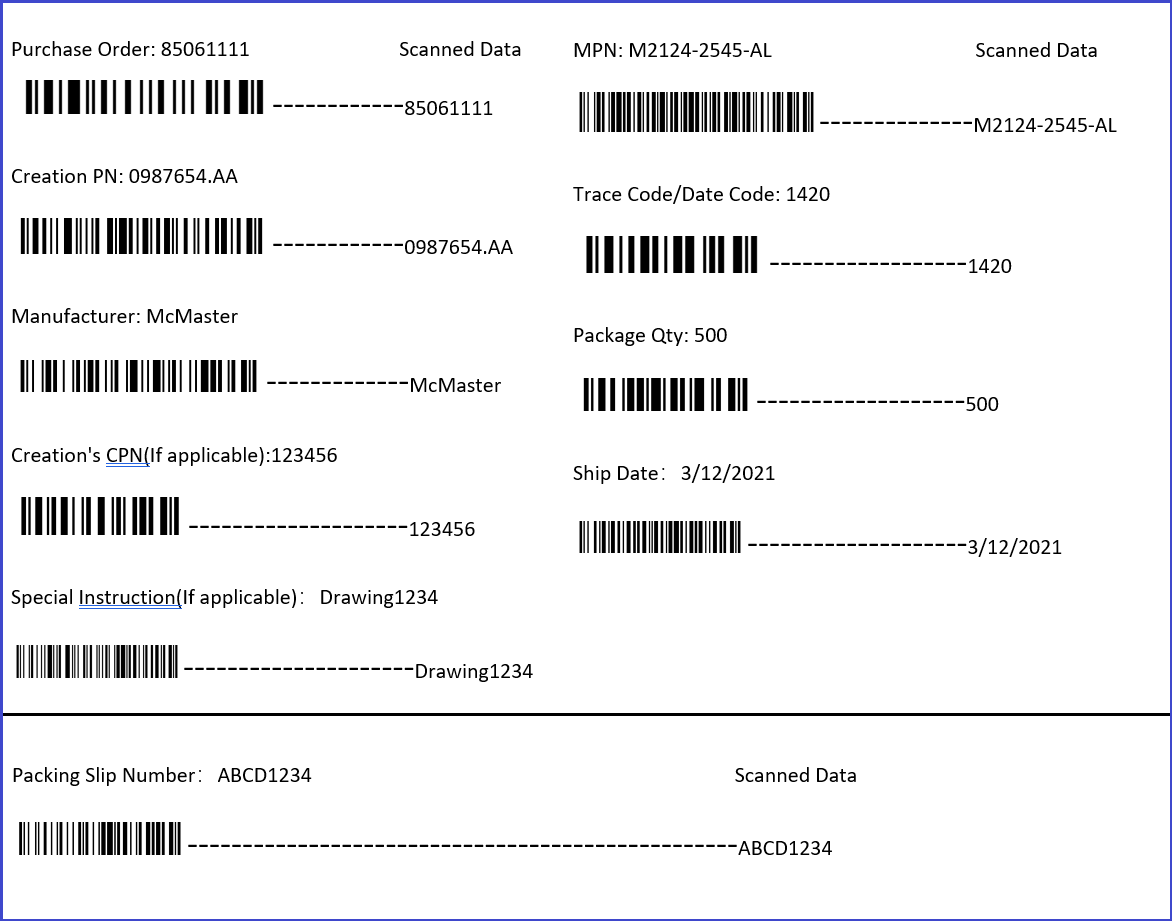 Purchase Order: 85061111 Scanned Data
------------85061111
Creation PN: 0987654.AA
------------0987654.AA
Manufacturer: McMaster
-------------McMaster
Creation's CPN(If applicable):123456
--------------------123456
Special Instruction(If applicable)： Drawing1234
---------------------Drawing1234
MPN: M2124-2545-AL Scanned Data
--------------M2124-2545-AL
Trace Code/Date Code: 1420
------------------1420
Package Qty: 500
-------------------500
Ship Date： 3/12/2021
--------------------3/12/2021
Packing Slip Number： ABCD1234 Scanned Data
--------------------------------------------------ABCD1234